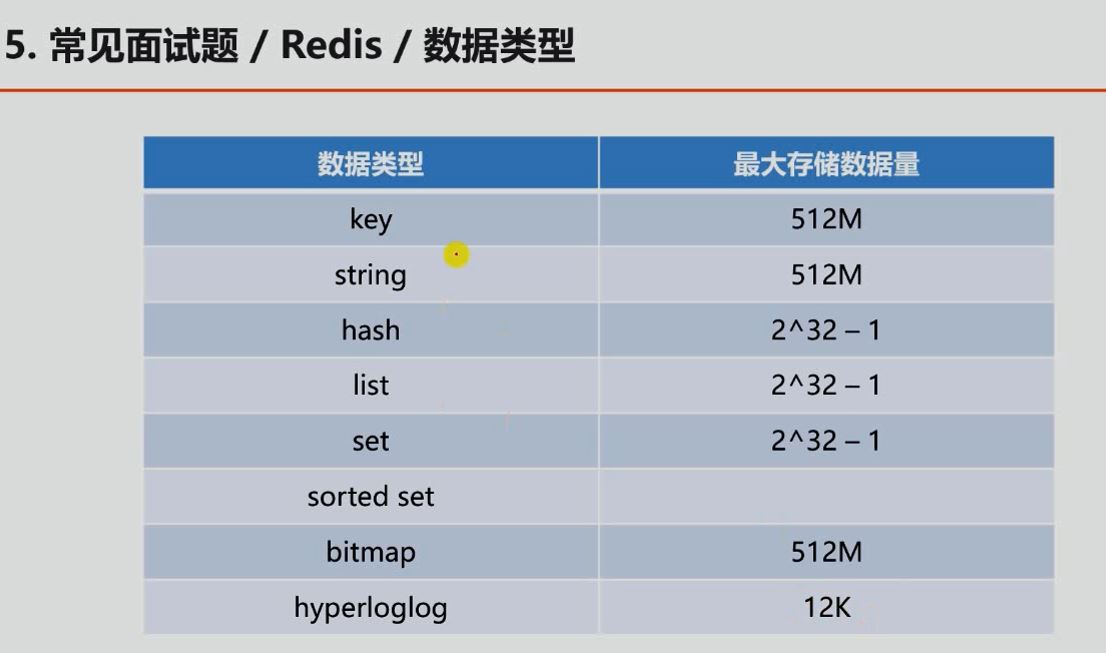 5. 常见面试题 / Redis / 数据类型
数据类型 最大存储数据量
key 512M
string 512M
hash 2^32 – 1
list 2^32 – 1
set 2^32 – 1
sorted set
bitmap 512M
hyperloglog 12K